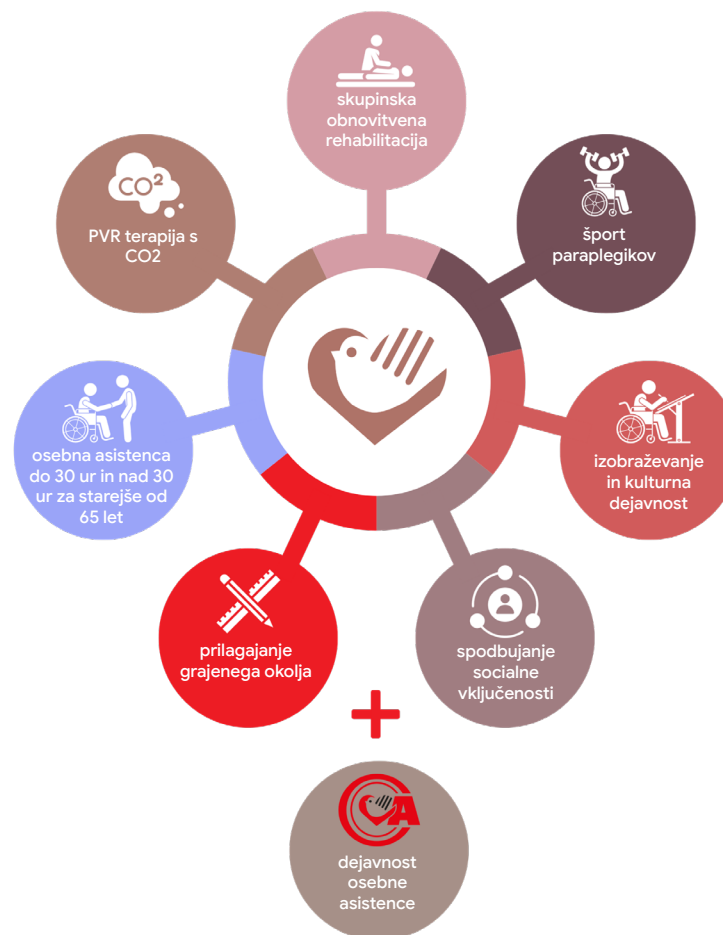 skupinska
obnovitvena
rehabilitacija
CO²
PVR terapija s
CO2
šport
paraplegikov
osebna asistenca
do 30 ur in nad 30
ur za starejše od
65 let
izobraževanje
in kulturna
dejavnost
prilagajanje
grajenega okolja
spodbujanje
socialne
vključenosti
+
A
dejavnost
osebne
asistence